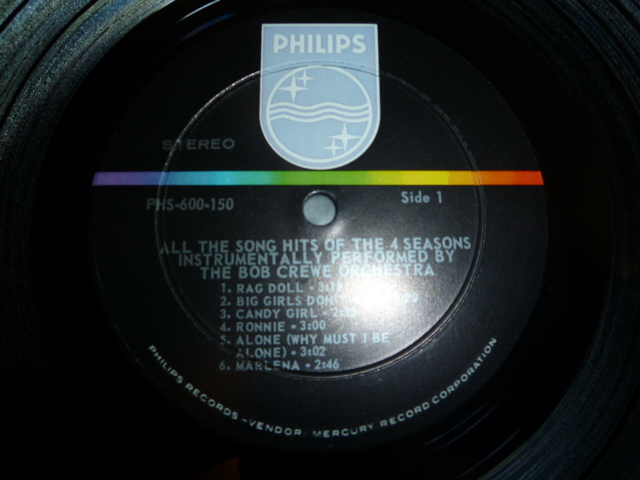 PHILIPS
STEREO
PHS-600-150
Side 1
ALL THE SONG HITS OF THE 4 SEASONS
INSTRUMENTALLY PERFORMED BY
THE BOB CREWE ORCHESTRA
1. RAG DOLL •
2. BIG GIRLS
3. CANDY GIRL •
4. RONNIE • 3:00
5. ALONE (WHY MUST I BE
ALONE) • 3:02
6. MARLENA • 2:46
PHILIPS RECORDS—VENDOR: MERCURY RECORD CORPORATION